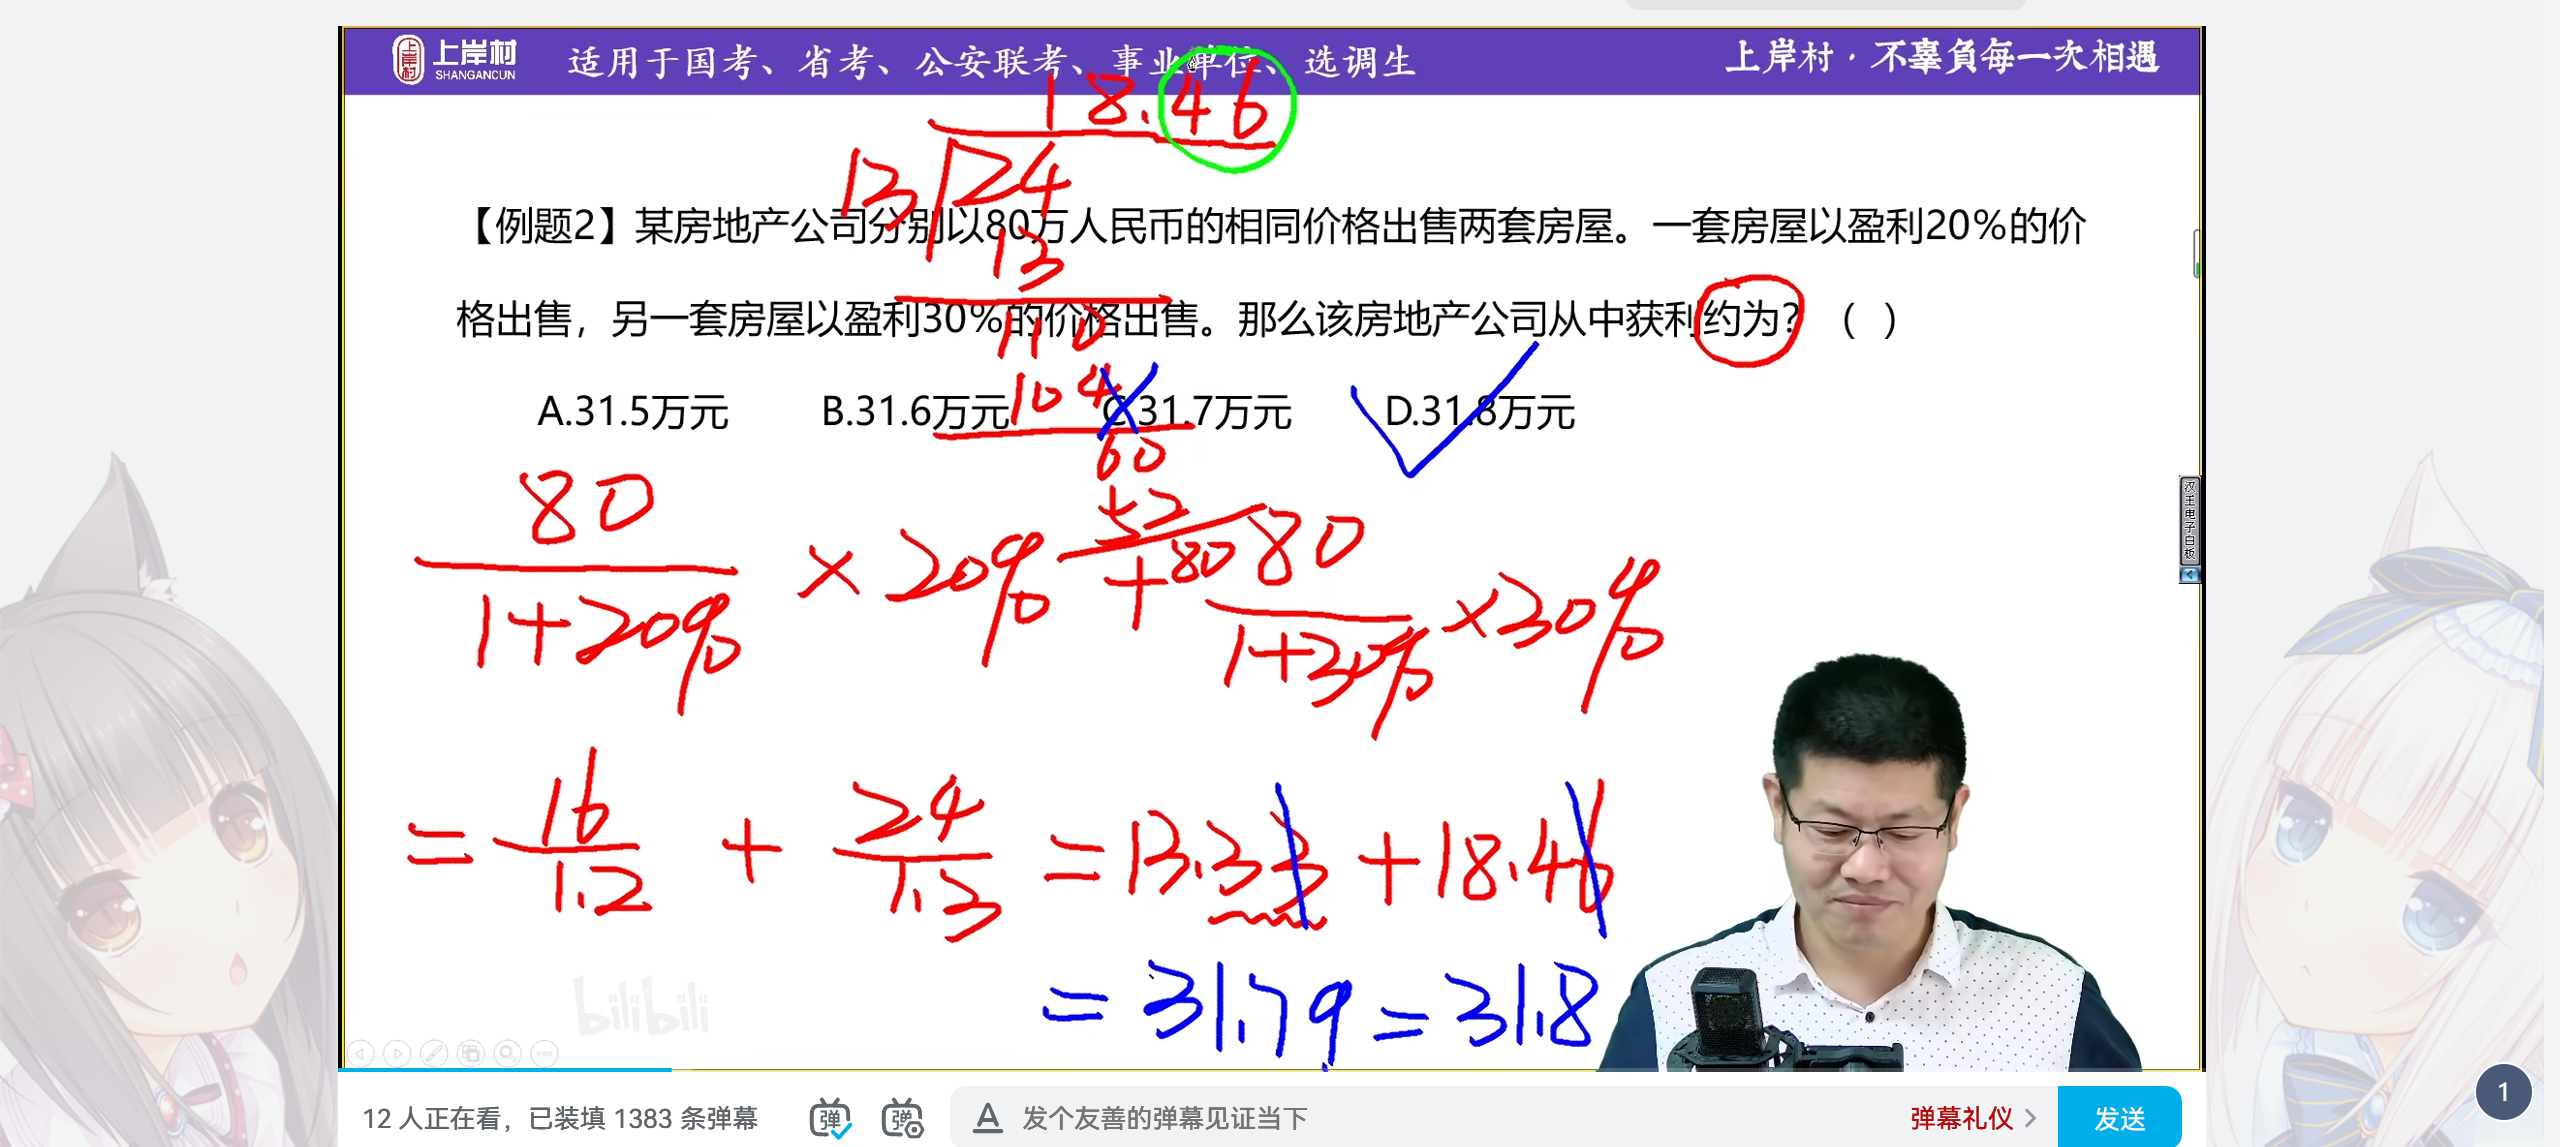 上岸村 SHANGANCUN 适用于国考、省考、公安联考、事业单位、选调生 上岸村·不辜負每一次相遇
18.46
13 24
【例题2】某房地产公司分别以80万人民币的相同价格出售两套房屋。一套房屋以盈利20%的价
13
格出售，另一套房屋以盈利30%的价格出售。那么该房地产公司从中获利约为？（ ）
110
104
A.31.5万元 B.31.6万元 C.31.7万元 D.31.8万元
60
52
80
80/1+20% ×20% + 80/1+30% ×30%
= 16/1.2 + 24/1.3 = 13.33 + 18.46
= 31.79 = 31.8
bilibili
汉王电子白板
12 人正在看，已装填 1383 条弹幕 弹 弹 A 发个友善的弹幕见证当下 弹幕礼仪 > 发送
1